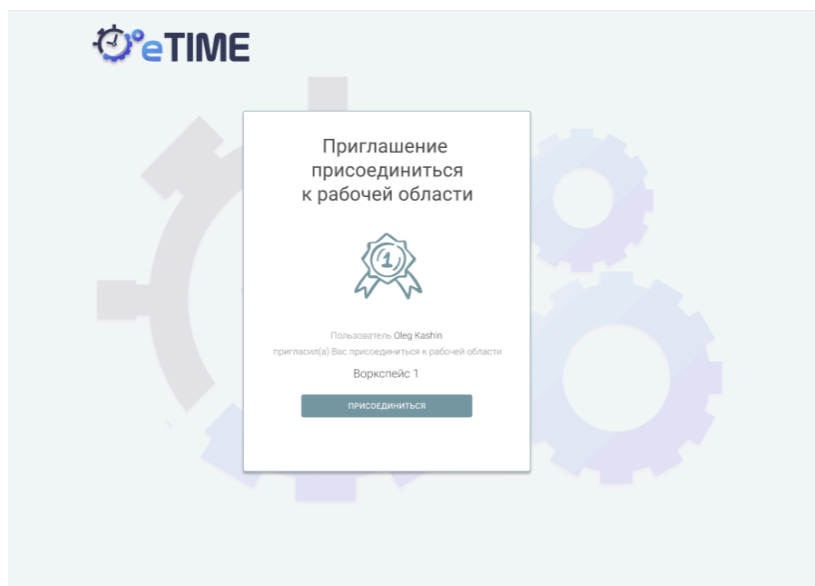 eTIME
Приглашение
присоединиться
к рабочей области
1
Пользователь Oleg Kashin
пригласил(а) Вас присоединиться к рабочей области
Воркспейс 1
ПРИСОЕДИНИТЬСЯ